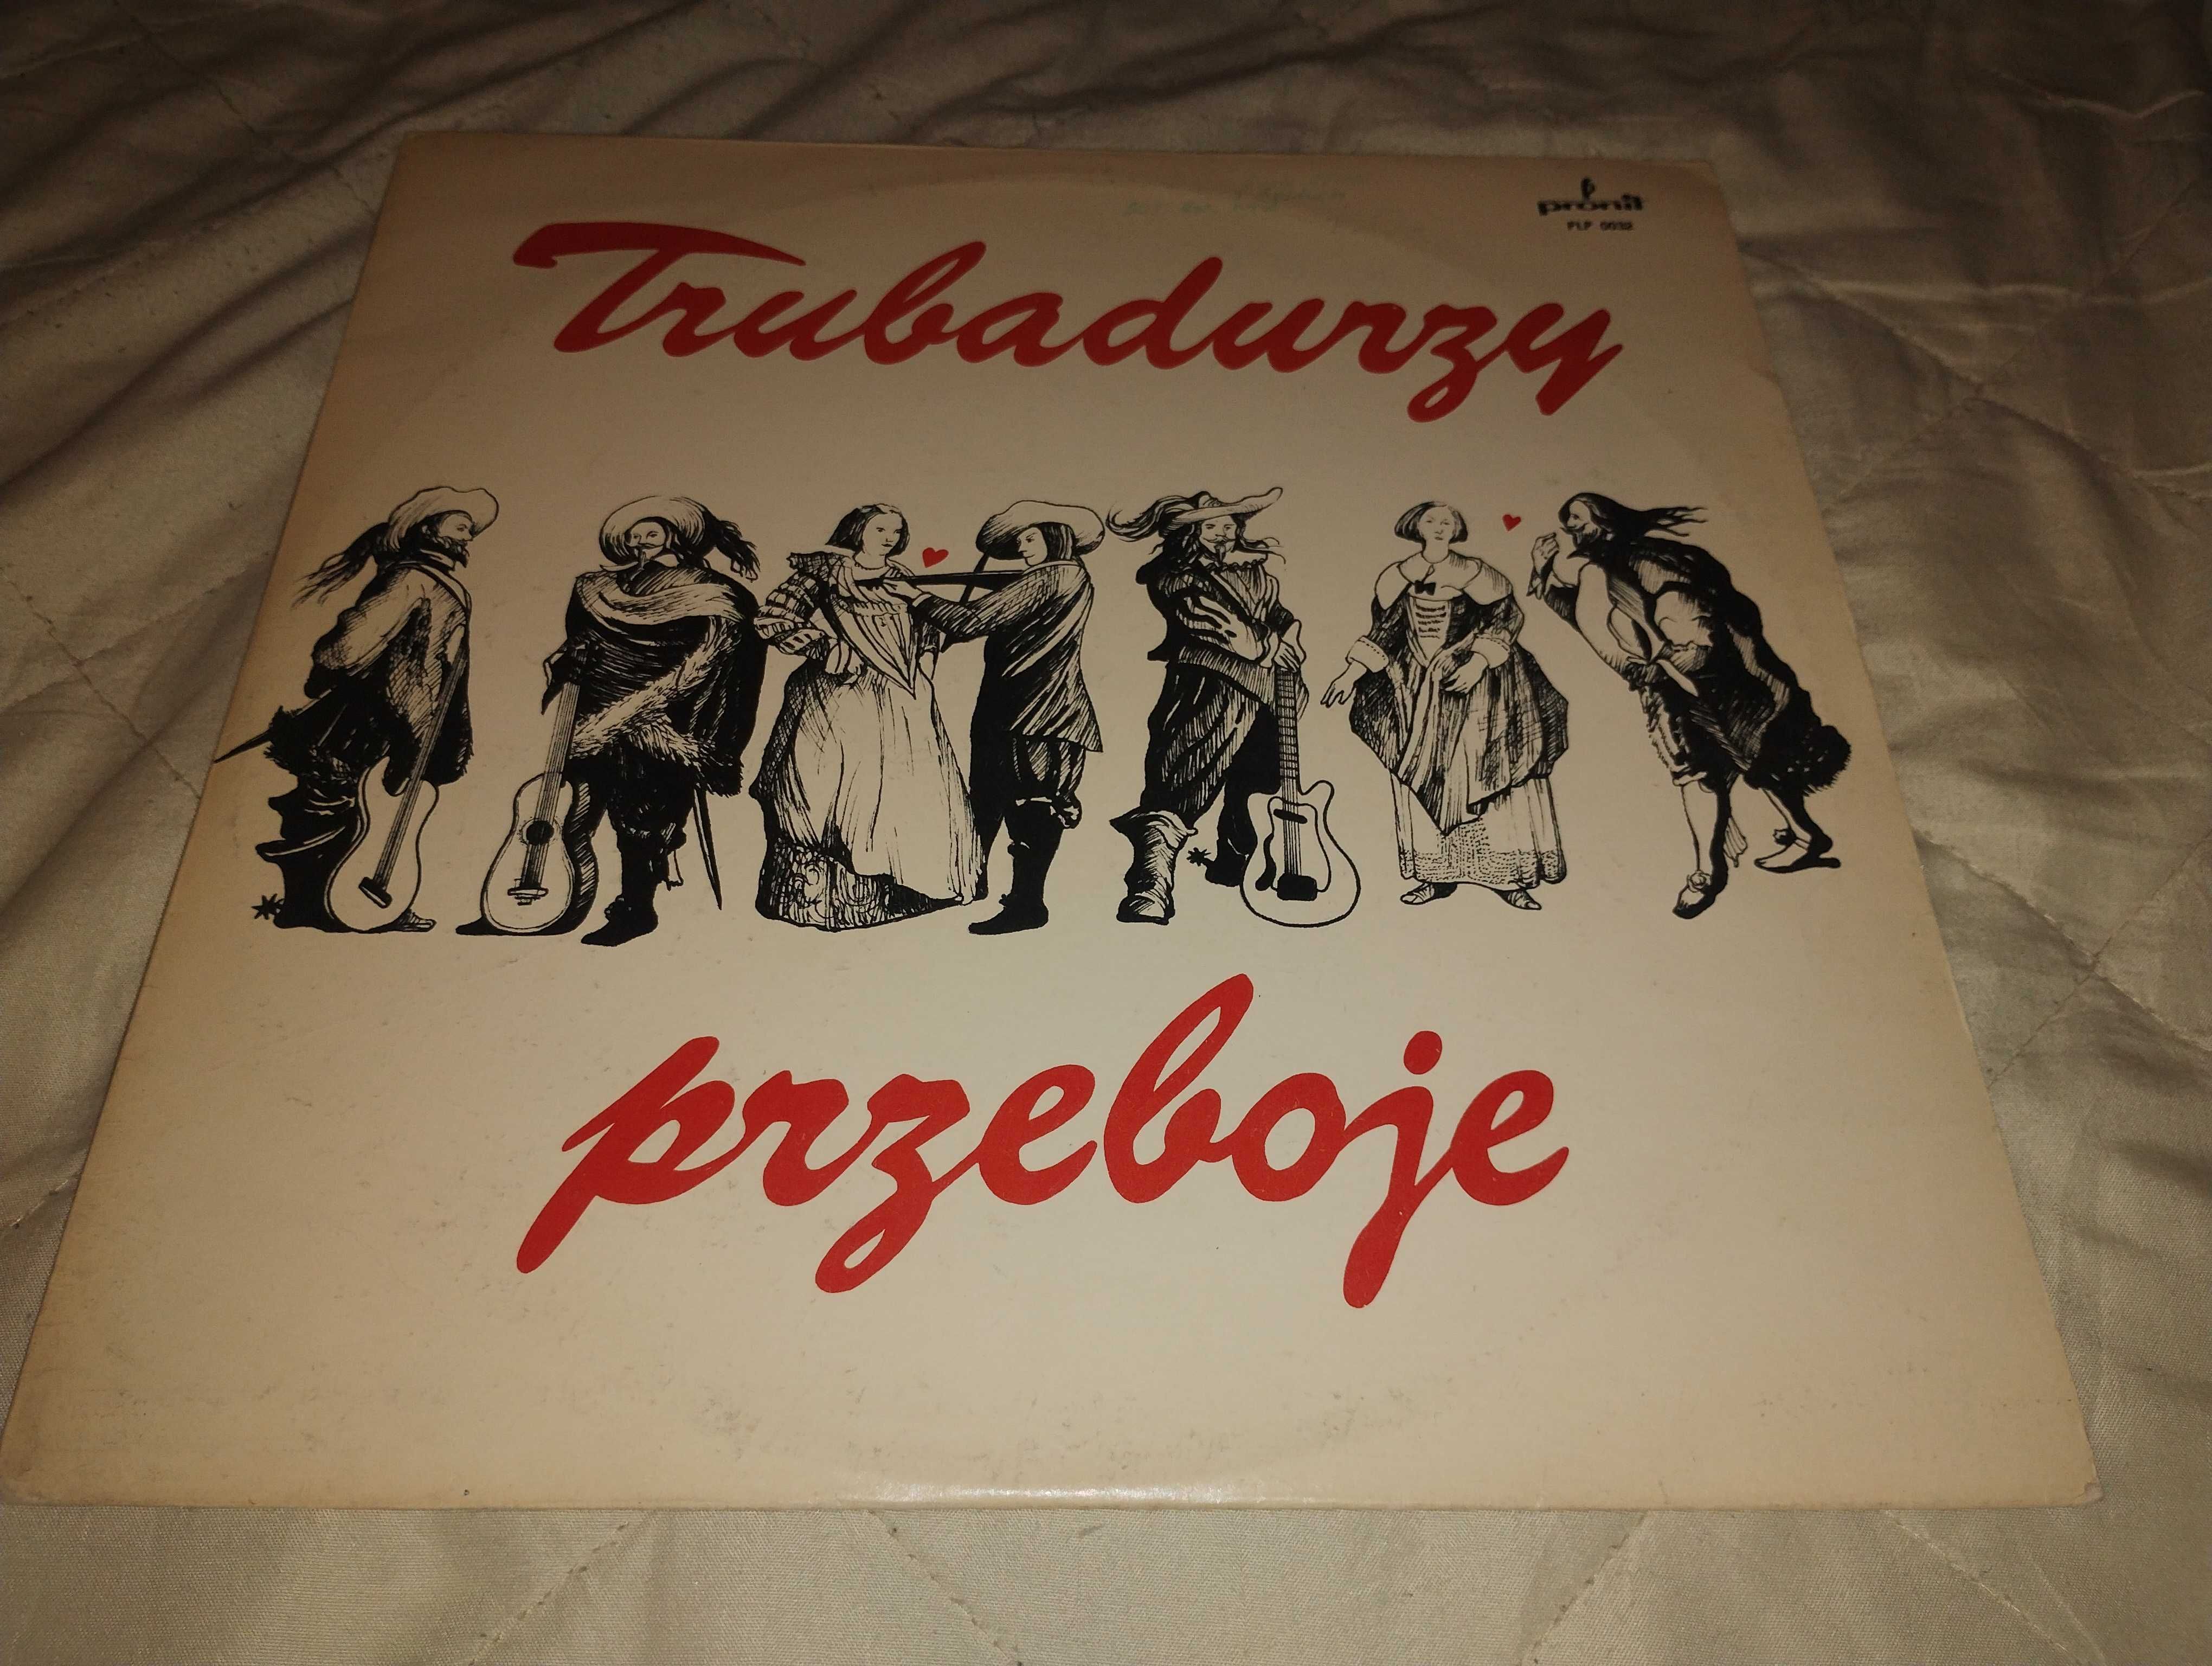 pronit
PLP 0032
Trubadurzy
przeboje